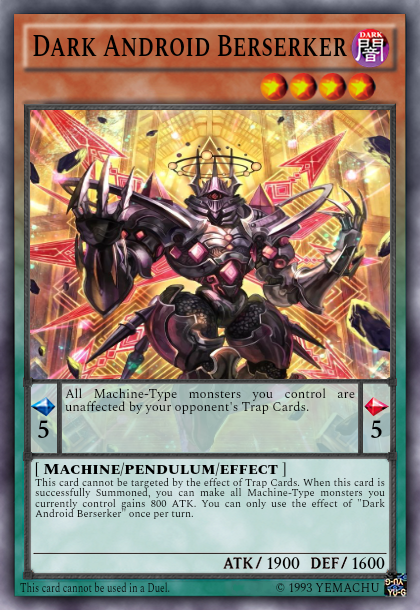 DARK ANDROID BERSERKER
DARK
闇
All Machine-Type monsters you control are
unaffected by your opponent's Trap Cards.
5
5
[ MACHINE/PENDULUM/EFFECT ]
This card cannot be targeted by the effect of Trap Cards. When this card is
successfully Summoned, you can make all Machine-Type monsters you
currently control gains 800 ATK. You can only use the effect of "Dark
Android Berserker" once per turn.
ATK/ 1900 DEF/ 1600
This card cannot be used in a Duel.
© 1993 YEMACHU
YU-G